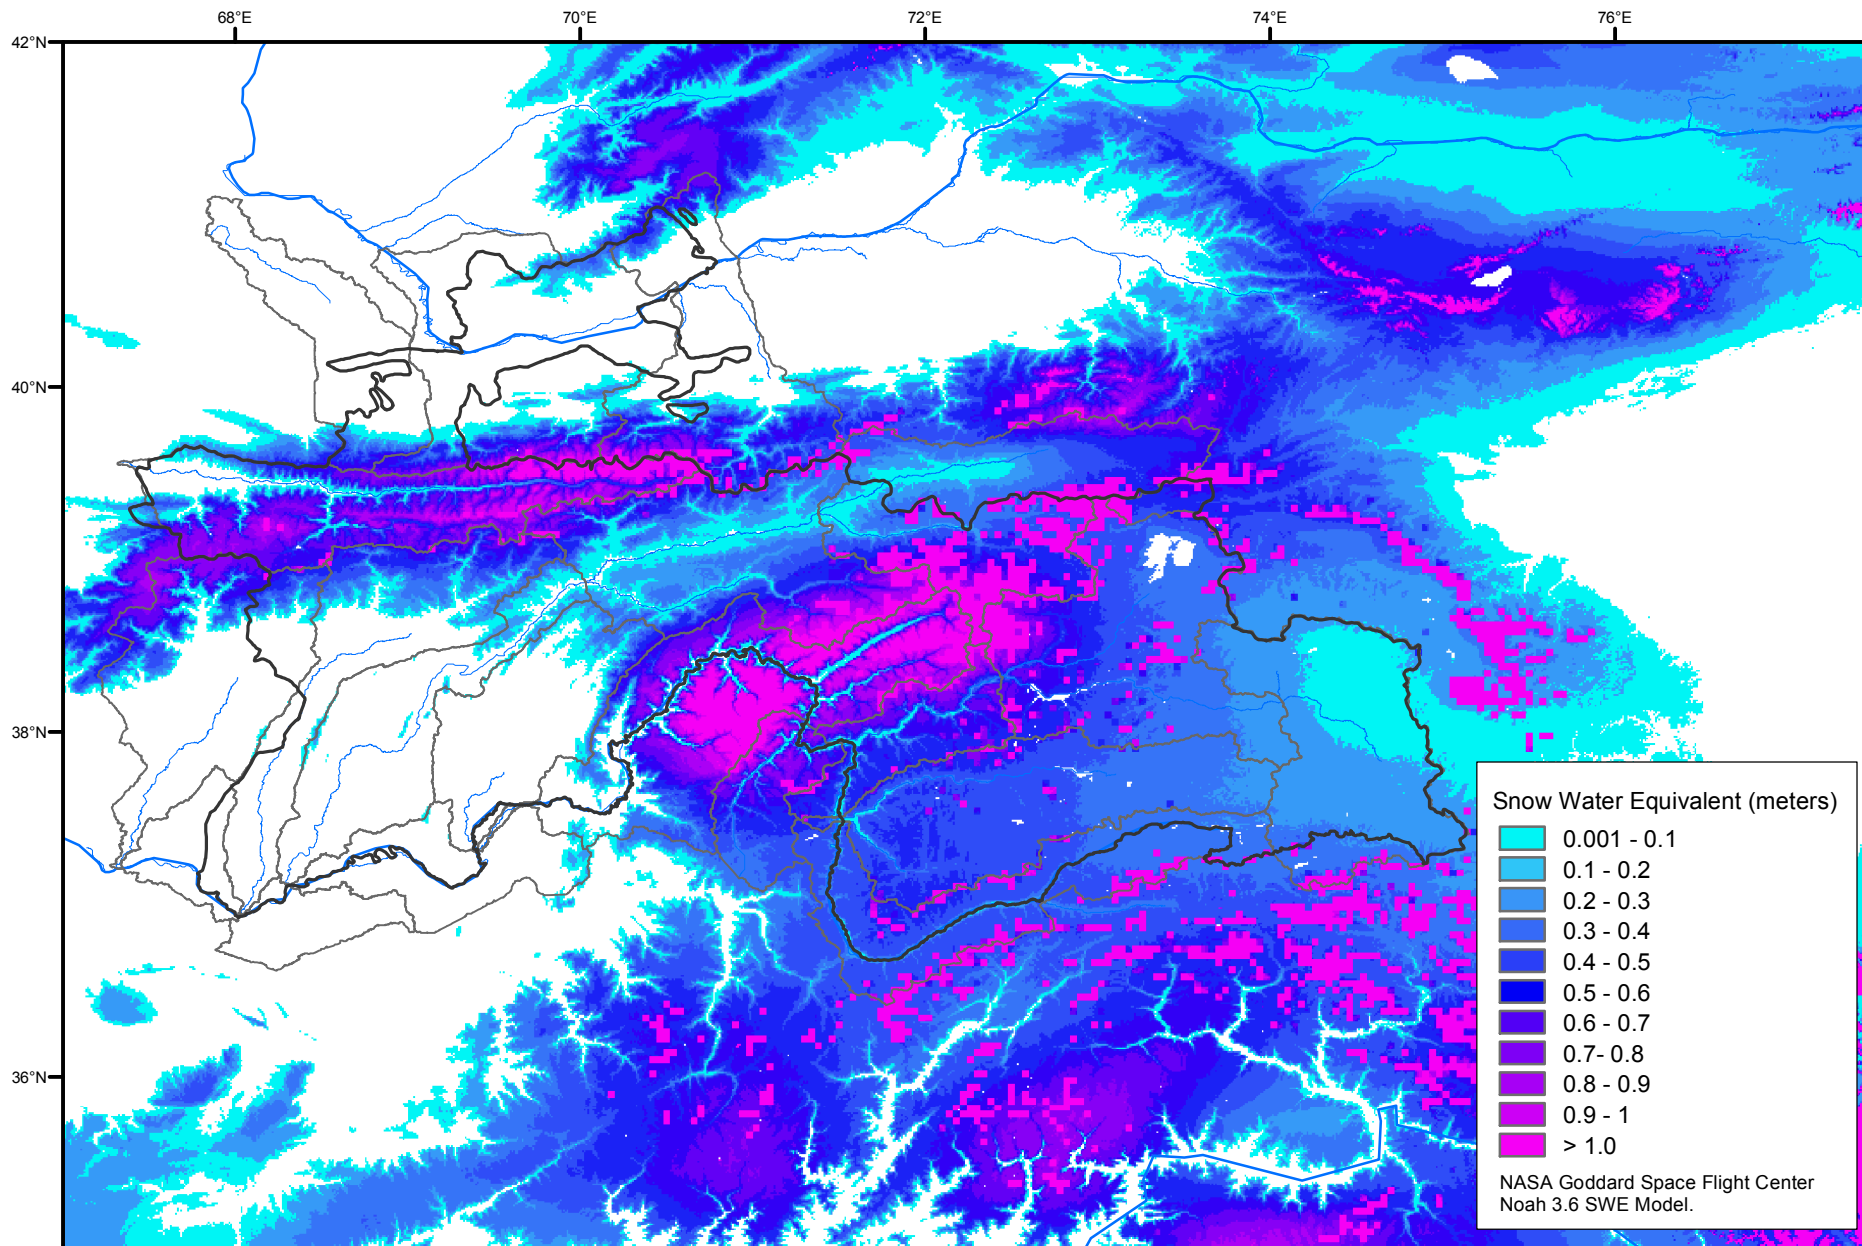 68°E 70°E 72°E 74°E 76°E
42°N
40°N
38°N
36°N
Snow Water Equivalent (meters)
0.001 - 0.1
0.1 - 0.2
0.2 - 0.3
0.3 - 0.4
0.4 - 0.5
0.5 - 0.6
0.6 - 0.7
0.7- 0.8
0.8 - 0.9
0.9 - 1
> 1.0
NASA Goddard Space Flight Center
Noah 3.6 SWE Model.